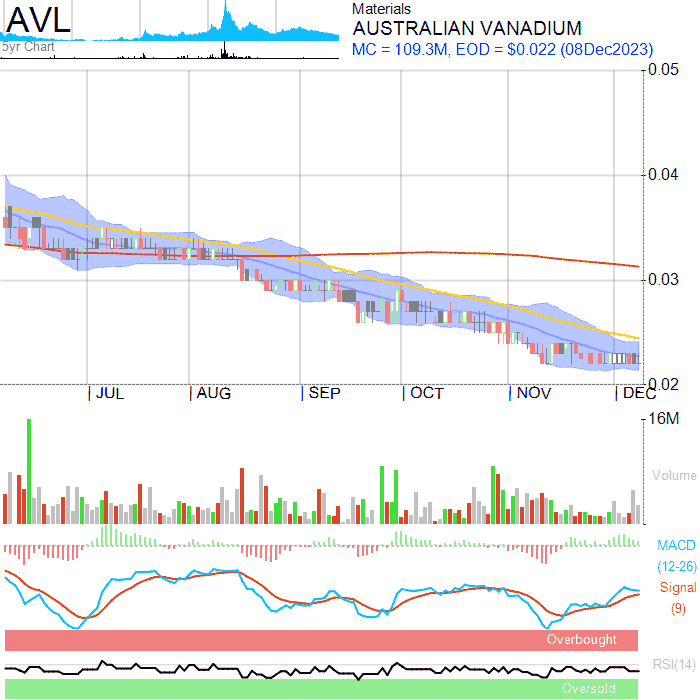 AVL
5yr Chart
Materials
AUSTRALIAN VANADIUM
MC = 109.3M, EOD = $0.022 (08Dec2023)
0.05
0.04
0.03
0.02
JUL AUG SEP OCT NOV DEC
16M
Volume
MACD
(12-26)
Signal
(9)
Overbought
RSI(14)
Oversold